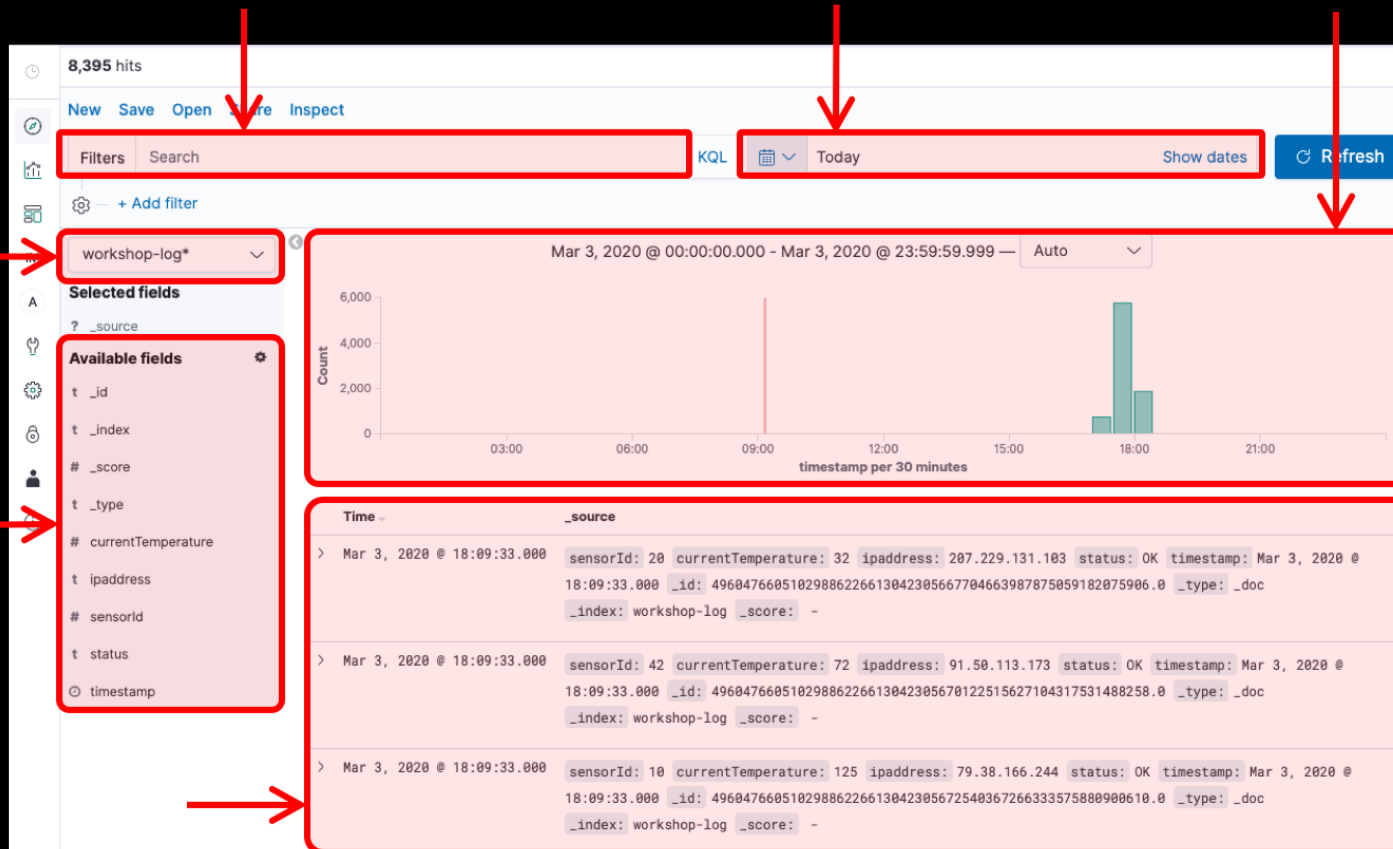 8,395 hits
New Save Open Share Inspect
Filters Search KQL Today Show dates Refresh
+ Add filter
workshop-log*
Mar 3, 2020 @ 00:00:00.000 - Mar 3, 2020 @ 23:59:59.999 — Auto
Selected fields
? _source
A
Available fields
t _id
t _index
# _score
t _type
# currentTemperature
t ipaddress
# sensorId
t status
timestamp
Count
6,000
4,000
2,000
0
03:00 06:00 09:00 12:00 15:00 18:00 21:00
timestamp per 30 minutes
Time _source
Mar 3, 2020 @ 18:09:33.000 sensorId: 20 currentTemperature: 32 ipaddress: 207.229.131.103 status: OK timestamp: Mar 3, 2020 @
18:09:33.000 _id: 49604766051029886226613042305667704663987875059182075906.0 _type: _doc
_index: workshop-log _score: -
Mar 3, 2020 @ 18:09:33.000 sensorId: 42 currentTemperature: 72 ipaddress: 91.50.113.173 status: OK timestamp: Mar 3, 2020 @
18:09:33.000 _id: 49604766051029886226613042305670122515627104317531488258.0 _type: _doc
_index: workshop-log _score: -
Mar 3, 2020 @ 18:09:33.000 sensorId: 10 currentTemperature: 125 ipaddress: 79.38.166.244 status: OK timestamp: Mar 3, 2020 @
18:09:33.000 _id: 49604766051029886226613042305672540367266333575880900610.0 _type: _doc
_index: workshop-log _score: -